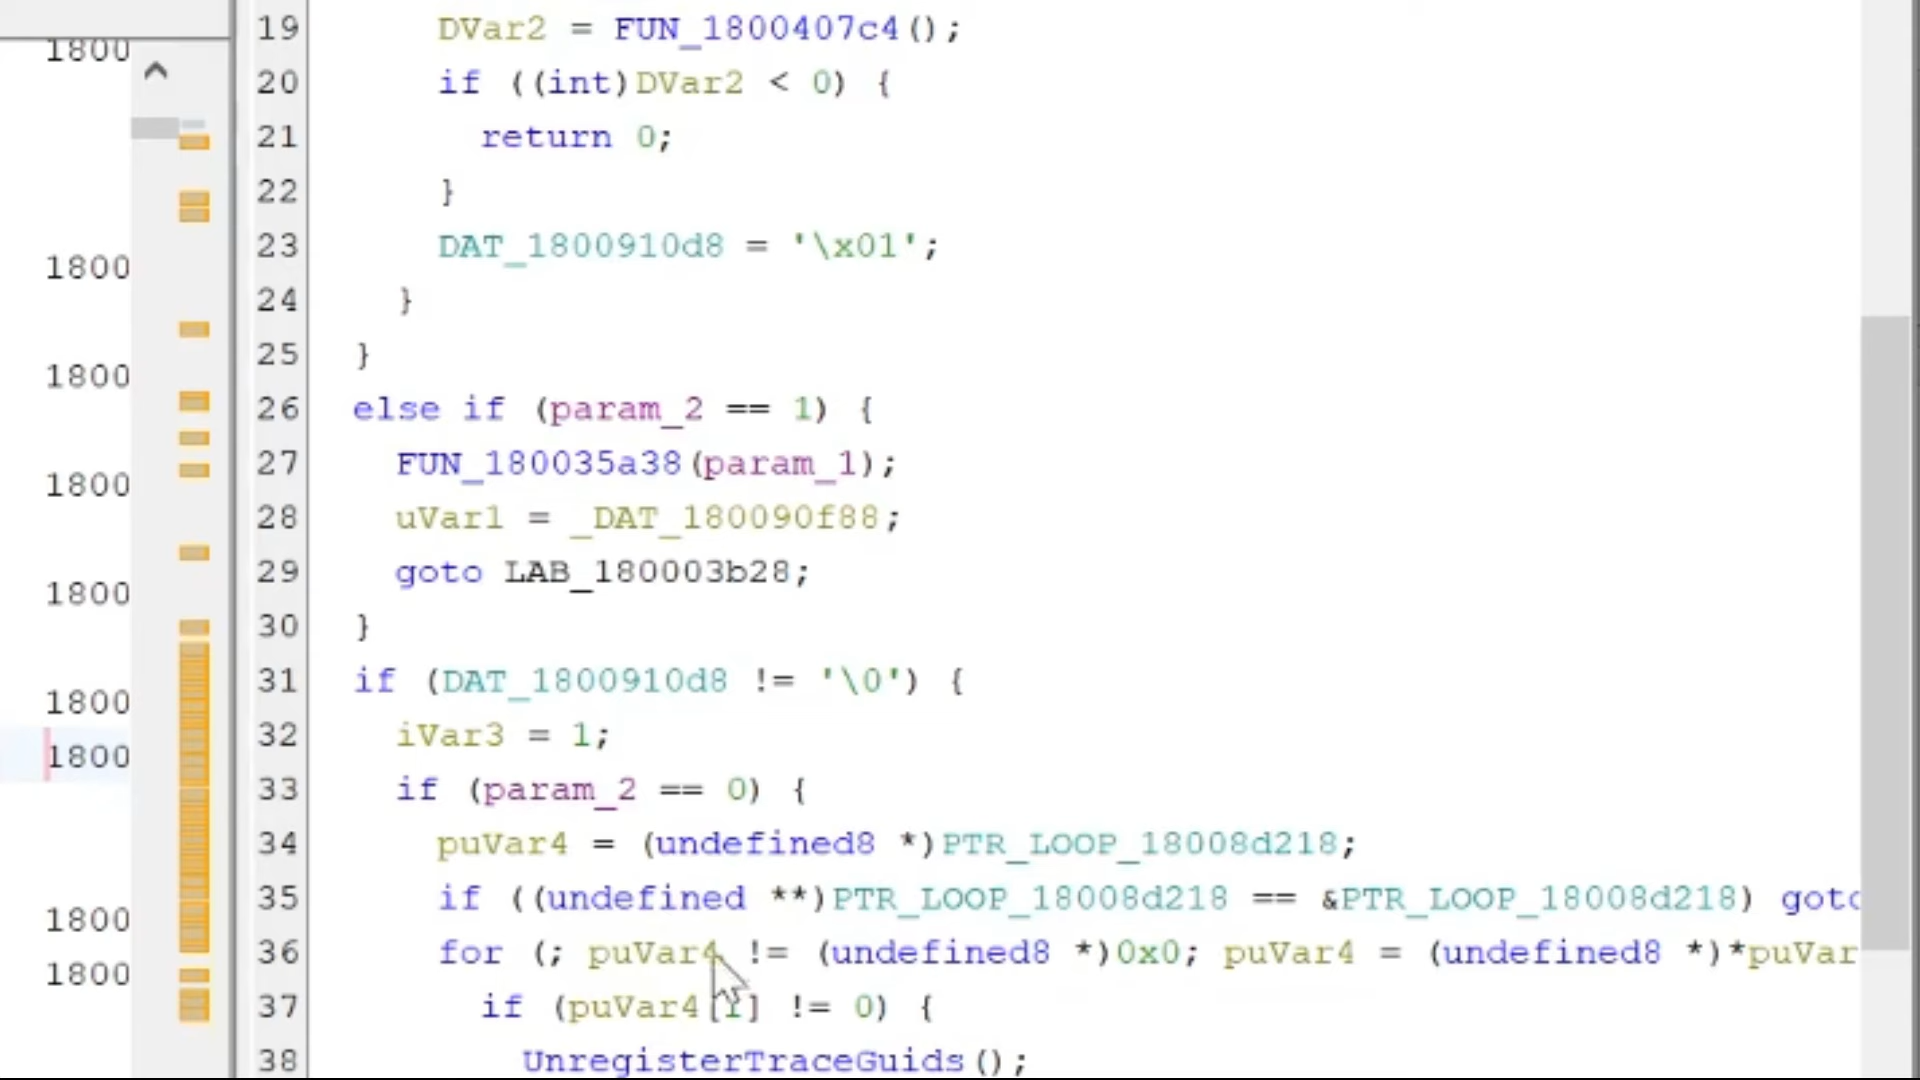 1800
1800
1800
1800
1800
1800
1800
1800
1800
19 DVar2 = FUN_1800407c4();
20 if ((int)DVar2 < 0) {
21 return 0;
22 }
23 DAT_1800910d8 = '\x01';
24 }
25 }
26 else if (param_2 == 1) {
27 FUN_180035a38(param_1);
28 uVar1 = _DAT_180090f88;
29 goto LAB_180003b28;
30 }
31 if (DAT_1800910d8 != '\0') {
32 iVar3 = 1;
33 if (param_2 == 0) {
34 puVar4 = (undefined8 *)PTR_LOOP_18008d218;
35 if ((undefined **)PTR_LOOP_18008d218 == &PTR_LOOP_18008d218) goto
36 for (; puVar4 != (undefined8 *)0x0; puVar4 = (undefined8 *)*puVar
37 if (puVar4[1] != 0) {
38 UnregisterTraceGuids();